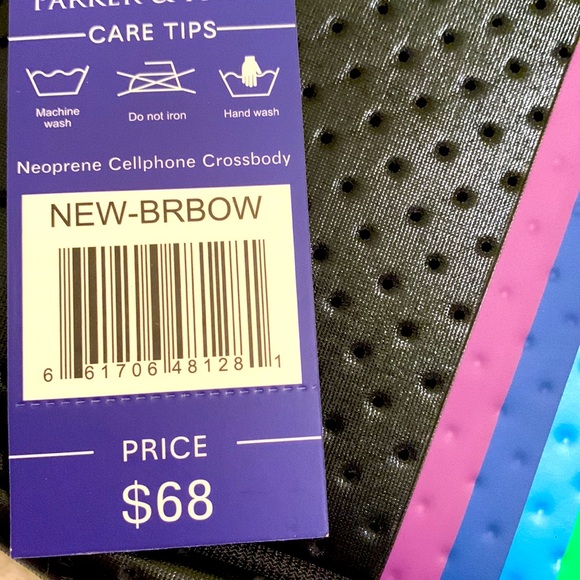 PARKER &
CARE TIPS
Machine wash
Do not iron
Hand wash
Neoprene Cellphone Crossbody
NEW-BRBOW
6 61706 48128 1
PRICE
$68